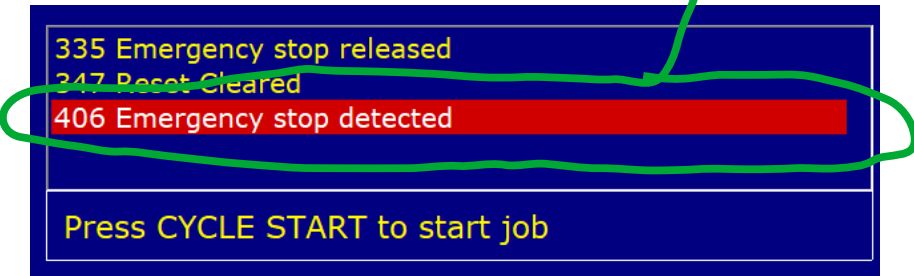 335 Emergency stop released
347 Reset Cleared
406 Emergency stop detected
Press CYCLE START to start job